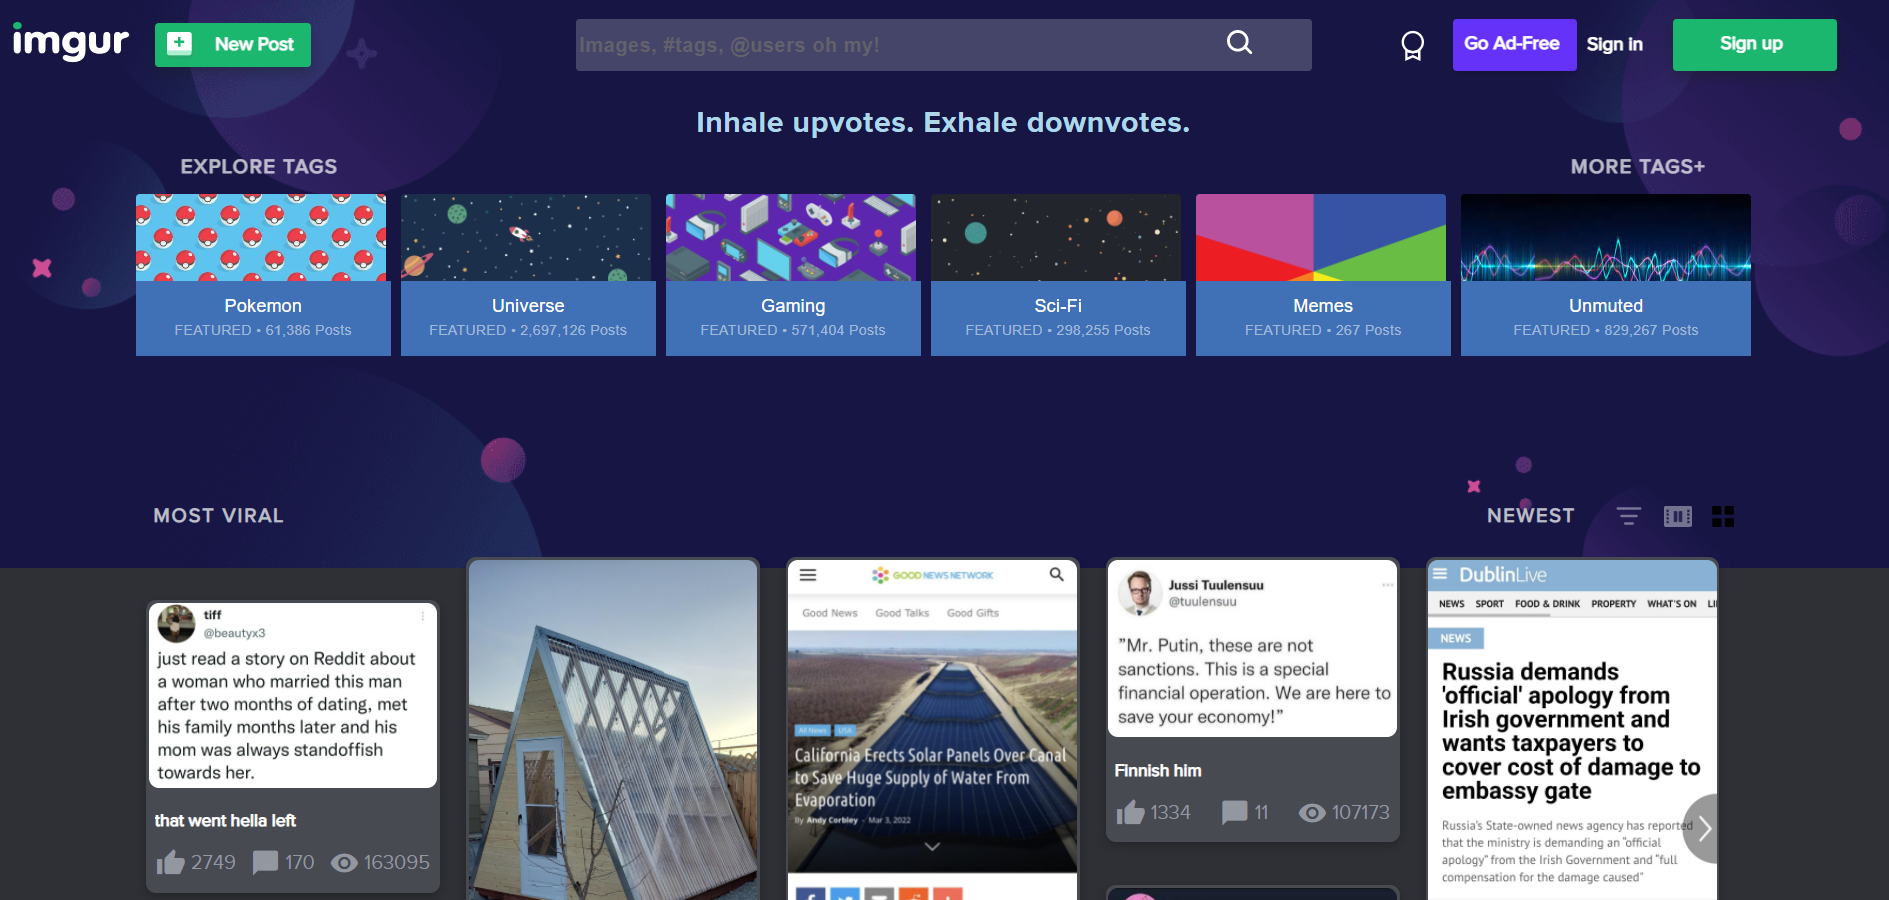 imgur
New Post
Images, #tags, @users oh my!
Go Ad-Free
Sign in
Sign up
Inhale upvotes. Exhale downvotes.
EXPLORE TAGS
MORE TAGS+
Pokemon
FEATURED • 61,386 Posts
Universe
FEATURED • 2,697,126 Posts
Gaming
FEATURED • 571,404 Posts
Sci-Fi
FEATURED • 298,255 Posts
Memes
FEATURED • 267 Posts
Unmuted
FEATURED • 829,267 Posts
MOST VIRAL
NEWEST
tiff
@beautyx3
just read a story on Reddit about
a woman who married this man
after two months of dating, met
his family months later and his
mom was always standoffish
towards her.
that went hella left
2749 170 163095
GOOD NEWS NETWORK
Good News Good Talks Good Gifts
All News USA
California Erects Solar Panels Over Canal
to Save Huge Supply of Water From
Evaporation
By Andy Corbley - Mar 3, 2022
Jussi Tuulensuu
@tuulensuu
”Mr. Putin, these are not
sanctions. This is a special
financial operation. We are here to
save your economy!”
Finnish him
1334 11 107173
DublinLive
NEWS SPORT FOOD & DRINK PROPERTY WHAT'S ON LI
NEWS
Russia demands
'official' apology from
Irish government and
wants taxpayers to
cover cost of damage to
embassy gate
Russia's State-owned news agency has reported
that the ministry is demanding an “official
apology” from the Irish Government and “full
compensation for the damage caused”